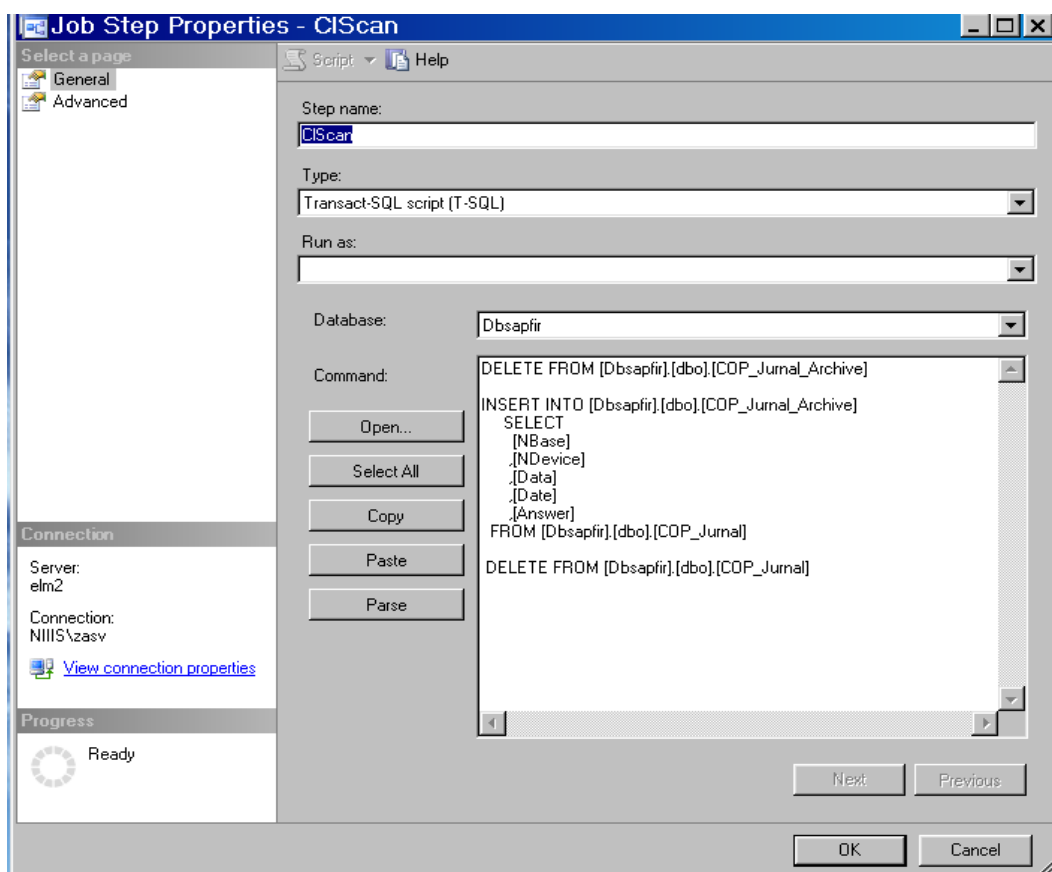 Job Step Properties - CIScan
Select a page
General
Advanced
Script
Help
Step name:
CIScan
Type:
Transact-SQL script (T-SQL)
Run as:
Database:
Dbsapfir
Command:
Open...
Select All
Copy
Paste
Parse
DELETE FROM [Dbsapfir].[dbo].[COP_Jurnal_Archive]
INSERT INTO [Dbsapfir].[dbo].[COP_Jurnal_Archive]
SELECT
[NBase]
,[NDevice]
,[Data]
,[Date]
,[Answer]
FROM [Dbsapfir].[dbo].[COP_Jurnal]
DELETE FROM [Dbsapfir].[dbo].[COP_Jurnal]
Connection
Server:
elm2
Connection:
NIIIS\zasv
View connection properties
Progress
Ready
Next
Previous
OK
Cancel